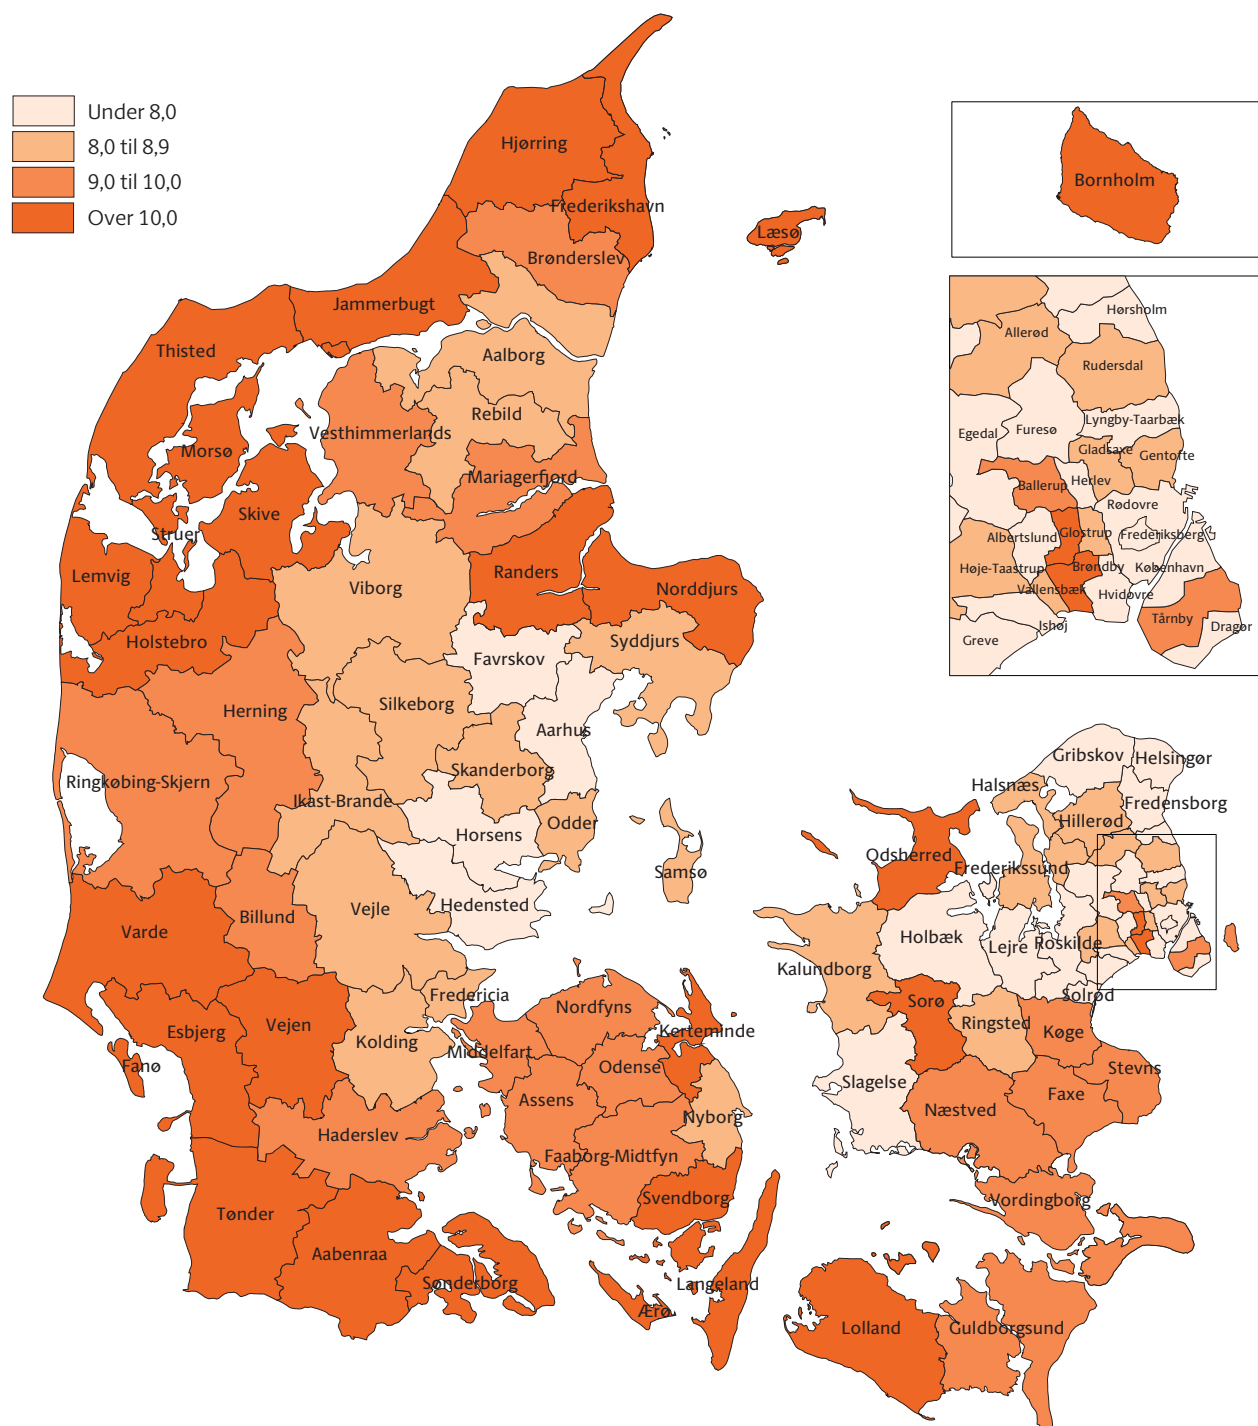 Under 8,0
8,0 til 8,9
9,0 til 10,0
Over 10,0
Hjørring
Frederikshavn
Læsø
Brønderslev
Jammerbugt
Thisted
Aalborg
Rebild
Vesthimmerlands
Morsø
Mariagerfjord
Skive
Struer
Lemvig
Viborg
Randers
Norddjurs
Holstebro
Syddjurs
Favrskov
Silkeborg
Herning
Aarhus
Skanderborg
Ringkøbing-Skjern
Ikast-Brande
Horsens
Odder
Samsø
Hedensted
Vejle
Billund
Varde
Fredericia
Vejen
Esbjerg
Kolding
Fanø
Haderslev
Tønder
Aabenraa
Sønderborg
Nordfyns
Kerteminde
Middelfart
Odense
Assens
Nyborg
Faaborg-Midtfyn
Svendborg
Langeland
Ærø
Bornholm
Hørsholm
Allerød
Rudersdal
Lyngby-Taarbæk
Egedal
Furesø
Gladsaxe
Gentofte
Ballerup
Herlev
Rødovre
Albertslund
Glostrup
Frederiksberg
Høje-Taastrup
Brøndby
København
Vallensbæk
Hvidøvre
Ishøj
Tårnby
Dragør
Greve
Gribskov
Helsingør
Halsnæs
Fredensborg
Hillerød
Odsherred
Frederikssund
Holbæk
Lejre
Roskilde
Kalundborg
Solrød
Sorø
Ringsted
Køge
Stevns
Slagelse
Næstved
Faxe
Vordingborg
Lolland
Guldborgsund